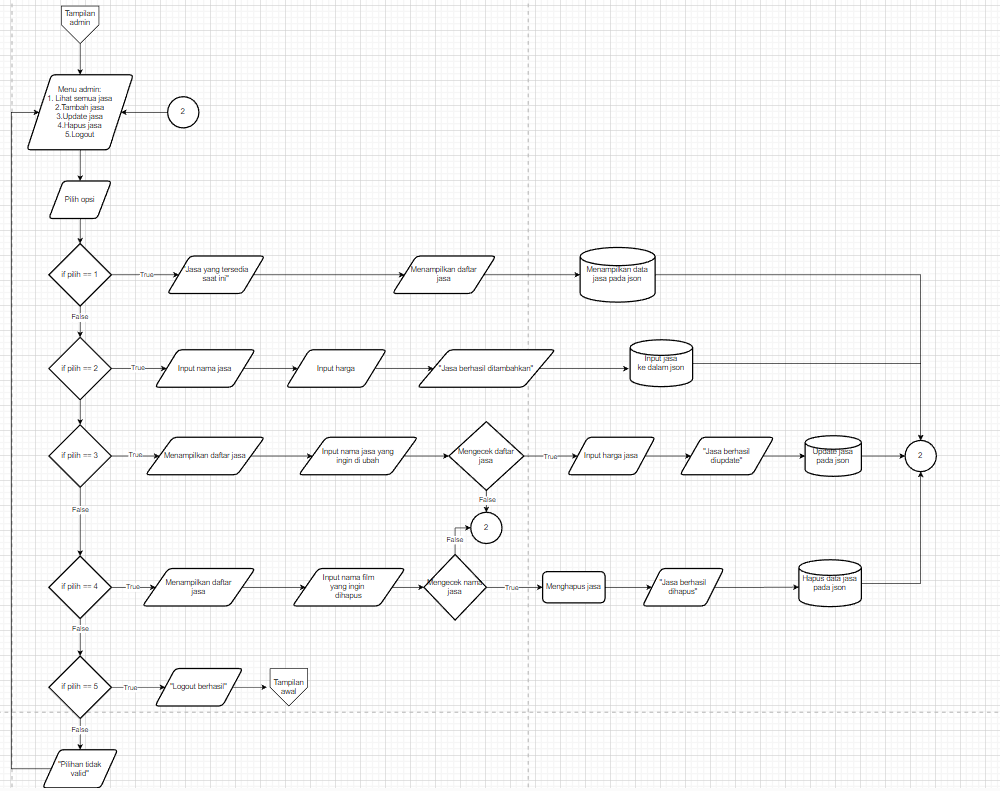 Tampilan
admin
Menu admin:
1. Lihat semua jasa
2.Tambah jasa
3.Update jasa
4.Hapus jasa
5.Logout
2
Pilih opsi
if pilih == 1
True
Jasa yang tersedia
saat ini"
Menampilkan daftar
jasa
Menampilkan data
jasa pada json
False
if pilih == 2
True
Input nama jasa
Input harga
"Jasa berhasil ditambahkan"
Input jasa
ke dalam json
if pilih == 3
True
Menampilkan daftar jasa
Input nama jasa yang
ingin di ubah
Mengecek daftar
jasa
True
Input harga jasa
"Jasa berhasil
diupdate"
Update jasa
pada json
2
False
False
2
False
if pilih == 4
True
Menampilkan daftar
jasa
Input nama film
yang ingin
dihapus
Mengecek nama
jasa
True
Menghapus jasa
"Jasa berhasil
dihapus"
Hapus data jasa
pada json
False
if pilih == 5
True
"Logout berhasil"
Tampilan
awal
False
"Pilihan tidak
valid"